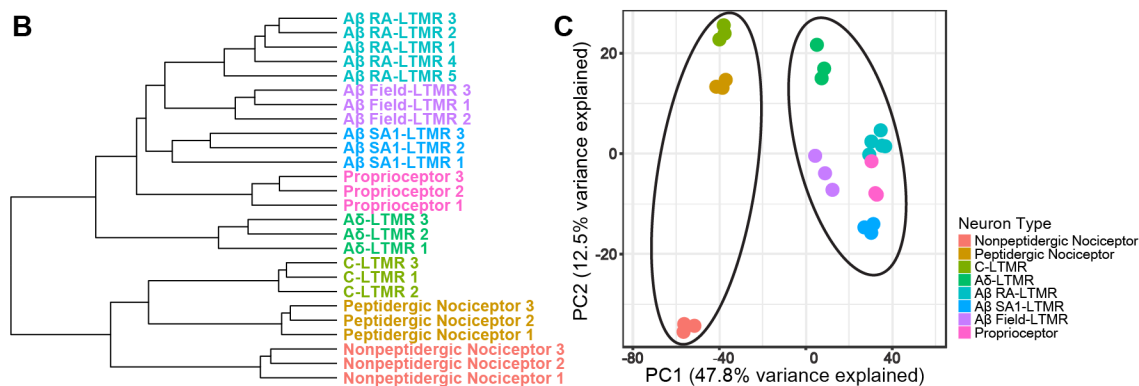 B
Aβ RA-LTMR 3
Aβ RA-LTMR 2
Aβ RA-LTMR 1
Aβ RA-LTMR 4
Aβ RA-LTMR 5
Aβ Field-LTMR 3
Aβ Field-LTMR 1
Aβ Field-LTMR 2
Aβ SA1-LTMR 3
Aβ SA1-LTMR 2
Aβ SA1-LTMR 1
Proprioceptor 3
Proprioceptor 2
Proprioceptor 1
Aδ-LTMR 3
Aδ-LTMR 2
Aδ-LTMR 1
C-LTMR 3
C-LTMR 1
C-LTMR 2
Peptidergic Nociceptor 3
Peptidergic Nociceptor 2
Peptidergic Nociceptor 1
Nonpeptidergic Nociceptor 3
Nonpeptidergic Nociceptor 2
Nonpeptidergic Nociceptor 1
C
PC2 (12.5% variance explained)
20
0
-20
-80
-40
0
40
PC1 (47.8% variance explained)
Neuron Type
Nonpeptidergic Nociceptor
Peptidergic Nociceptor
C-LTMR
Aδ-LTMR
Aβ RA-LTMR
Aβ SA1-LTMR
Aβ Field-LTMR
Proprioceptor